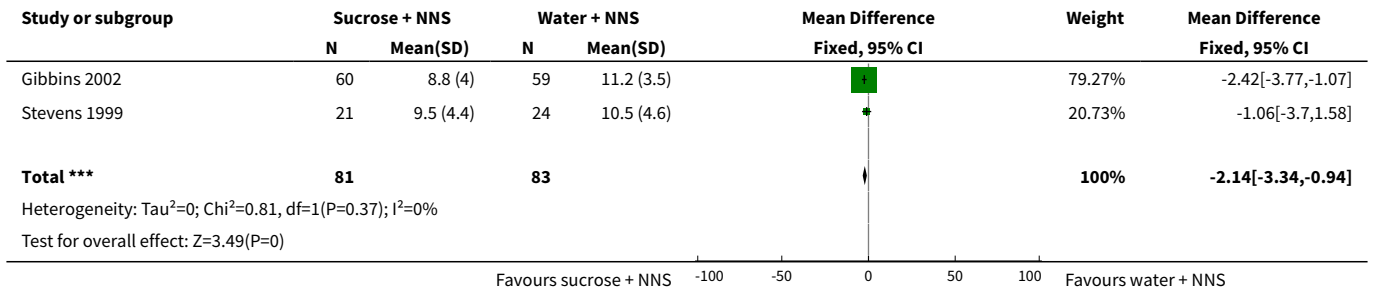 Study or subgroup Sucrose + NNS Water + NNS Mean Difference Weight Mean Difference
N Mean(SD) N Mean(SD) Fixed, 95% CI Fixed, 95% CI
Gibbins 2002 60 8.8 (4) 59 11.2 (3.5) 79.27% -2.42[-3.77,-1.07]
Stevens 1999 21 9.5 (4.4) 24 10.5 (4.6) 20.73% -1.06[-3.7,1.58]
Total *** 81 83 100% -2.14[-3.34,-0.94]
Heterogeneity: Tau²=0; Chi²=0.81, df=1(P=0.37); I²=0%
Test for overall effect: Z=3.49(P=0)
Favours sucrose + NNS -100 -50 0 50 100 Favours water + NNS